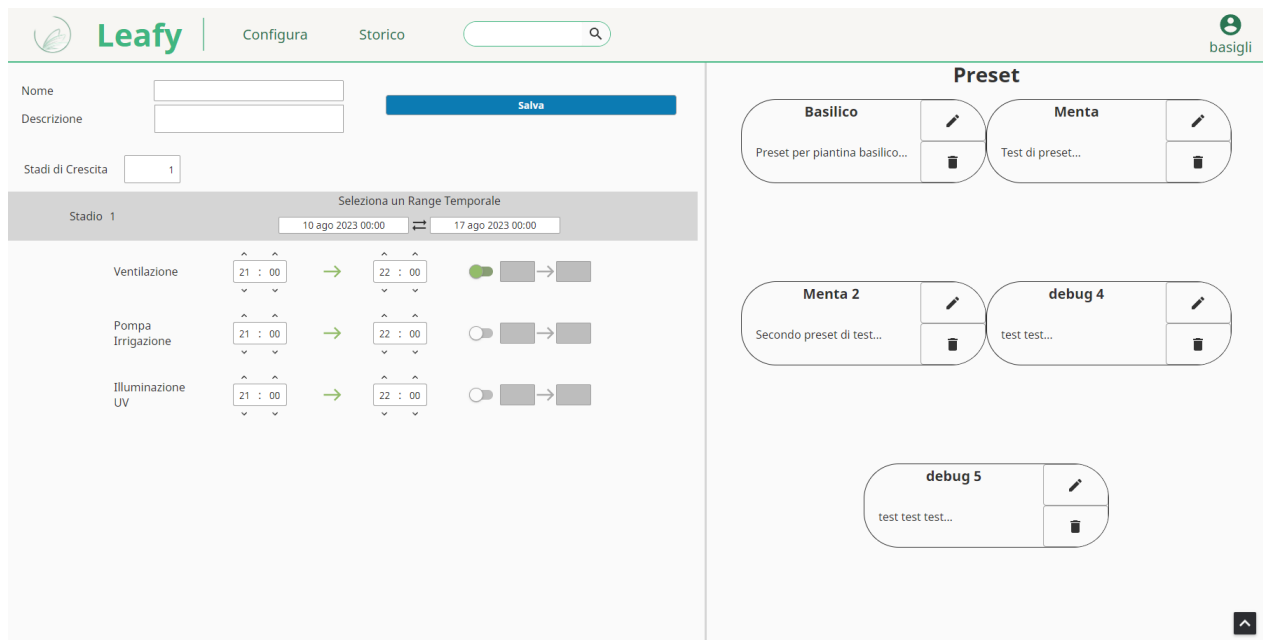 Leafy
Configura
Storico
basigli
Nome
Salva
Descrizione
Stadi di Crescita 1
Stadio 1
Seleziona un Range Temporale
10 ago 2023 00:00
17 ago 2023 00:00
Ventilazione
21 : 00
22 : 00
Pompa
Irrigazione
21 : 00
22 : 00
Illuminazione
UV
21 : 00
22 : 00
Preset
Basilico
Preset per piantina basilico...
Menta
Test di preset...
Menta 2
Secondo preset di test...
debug 4
test test...
debug 5
test test test...